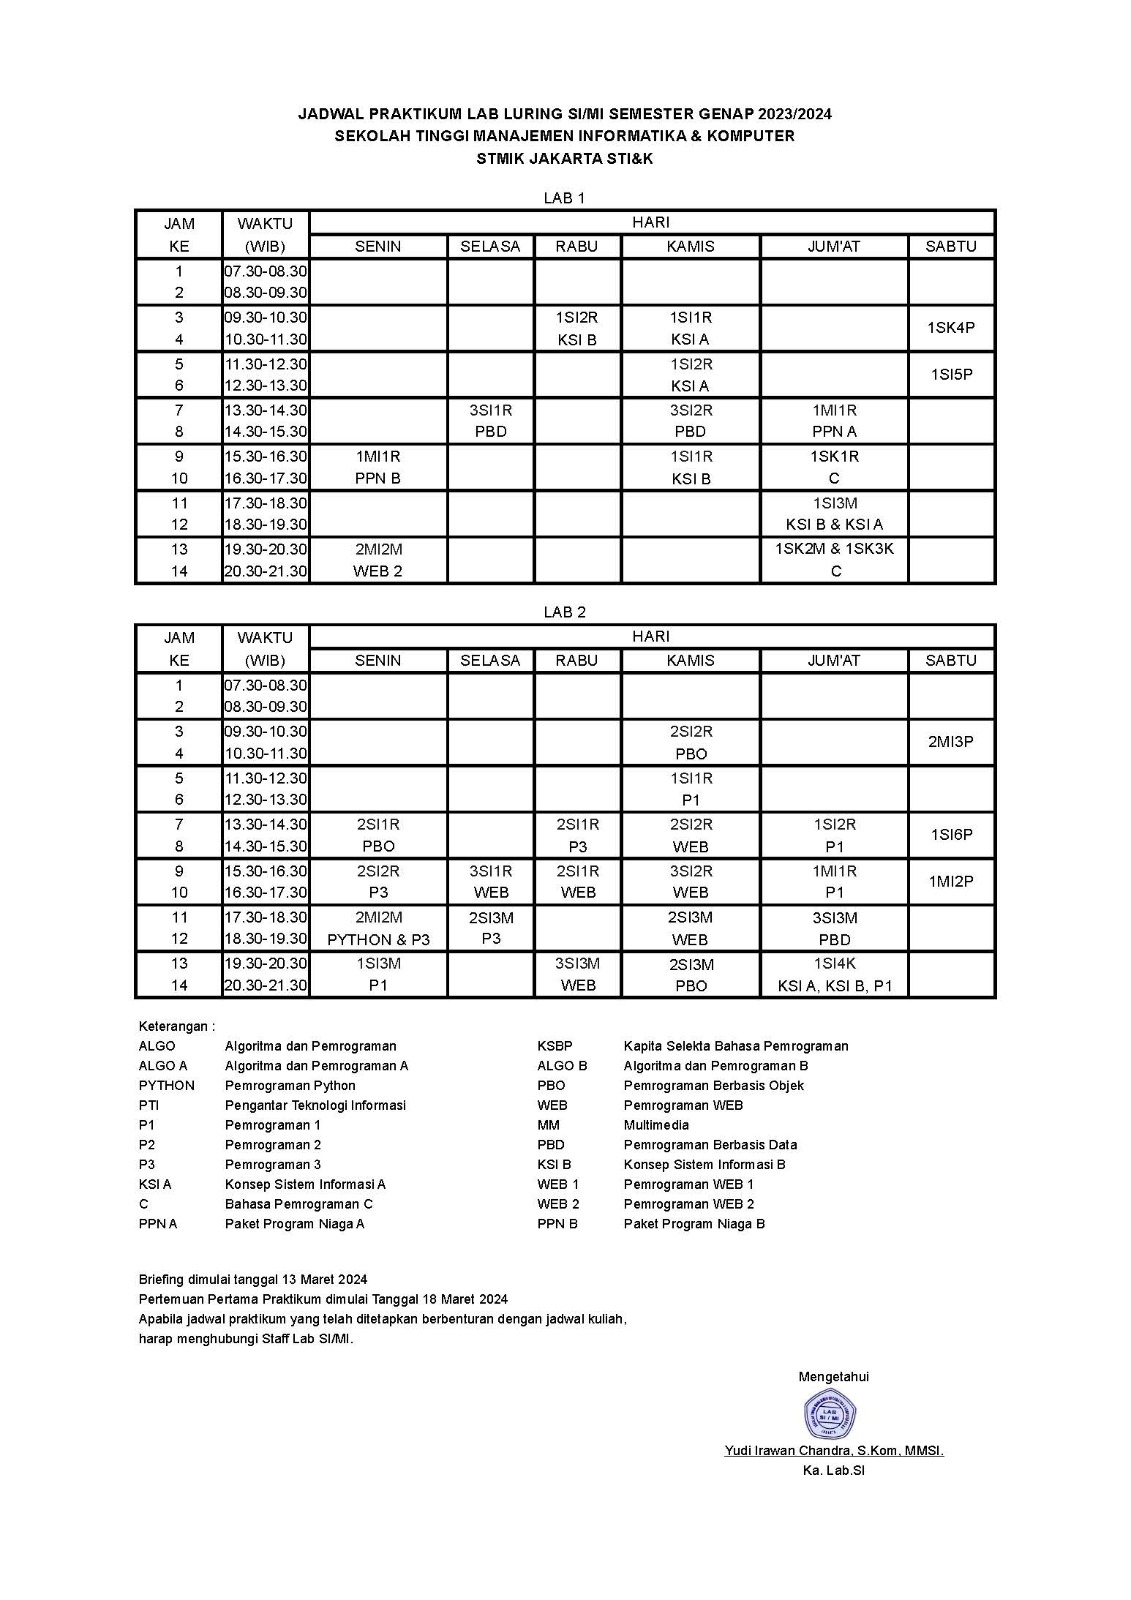 JADWAL PRAKTIKUM LAB LURING SI/MI SEMESTER GENAP 2023/2024
SEKOLAH TINGGI MANAJEMEN INFORMATIKA & KOMPUTER
STMIK JAKARTA STI&K
LAB 1
JAM WAKTU HARI
KE (WIB) SENIN SELASA RABU KAMIS JUM'AT SABTU
1 07.30-08.30
2 08.30-09.30
3 09.30-10.30 1SI2R 1SI1R 1SK4P
4 10.30-11.30 KSI B KSI A
5 11.30-12.30 1SI2R 1SI5P
6 12.30-13.30 KSI A
7 13.30-14.30 3SI1R 3SI2R 1MI1R
8 14.30-15.30 PBD PBD PPN A
9 15.30-16.30 1MI1R 1SI1R 1SK1R
10 16.30-17.30 PPN B KSI B C
11 17.30-18.30 1SI3M
12 18.30-19.30 KSI B & KSI A
13 19.30-20.30 2MI2M 1SK2M & 1SK3K
14 20.30-21.30 WEB 2 C
LAB 2
JAM WAKTU HARI
KE (WIB) SENIN SELASA RABU KAMIS JUM'AT SABTU
1 07.30-08.30
2 08.30-09.30
3 09.30-10.30 2SI2R 2MI3P
4 10.30-11.30 PBO
5 11.30-12.30 1SI1R
6 12.30-13.30 P1
7 13.30-14.30 2SI1R 2SI1R 2SI2R 1SI2R 1SI6P
8 14.30-15.30 PBO P3 WEB P1
9 15.30-16.30 2SI2R 3SI1R 2SI1R 3SI2R 1MI1R 1MI2P
10 16.30-17.30 P3 WEB WEB WEB P1
11 17.30-18.30 2MI2M 2SI3M 2SI3M 3SI3M
12 18.30-19.30 PYTHON & P3 P3 WEB PBD
13 19.30-20.30 1SI3M 3SI3M 2SI3M 1SI4K
14 20.30-21.30 P1 WEB PBO KSI A, KSI B, P1
Keterangan :
ALGO Algoritma dan Pemrograman KSBP Kapita Selekta Bahasa Pemrograman
ALGO A Algoritma dan Pemrograman A ALGO B Algoritma dan Pemrograman B
PYTHON Pemrograman Python PBO Pemrograman Berbasis Objek
PTI Pengantar Teknologi Informasi WEB Pemrograman WEB
P1 Pemrograman 1 MM Multimedia
P2 Pemrograman 2 PBD Pemrograman Berbasis Data
P3 Pemrograman 3 KSI B Konsep Sistem Informasi B
KSI A Konsep Sistem Informasi A WEB 1 Pemrograman WEB 1
C Bahasa Pemrograman C WEB 2 Pemrograman WEB 2
PPN A Paket Program Niaga A PPN B Paket Program Niaga B
Briefing dimulai tanggal 13 Maret 2024
Pertemuan Pertama Praktikum dimulai Tanggal 18 Maret 2024
Apabila jadwal praktikum yang telah ditetapkan berbenturan dengan jadwal kuliah,
harap menghubungi Staff Lab SI/MI.
Mengetahui
LAB
SI / MI
Yudi Irawan Chandra, S.Kom, MMSI.
Ka. Lab.SI